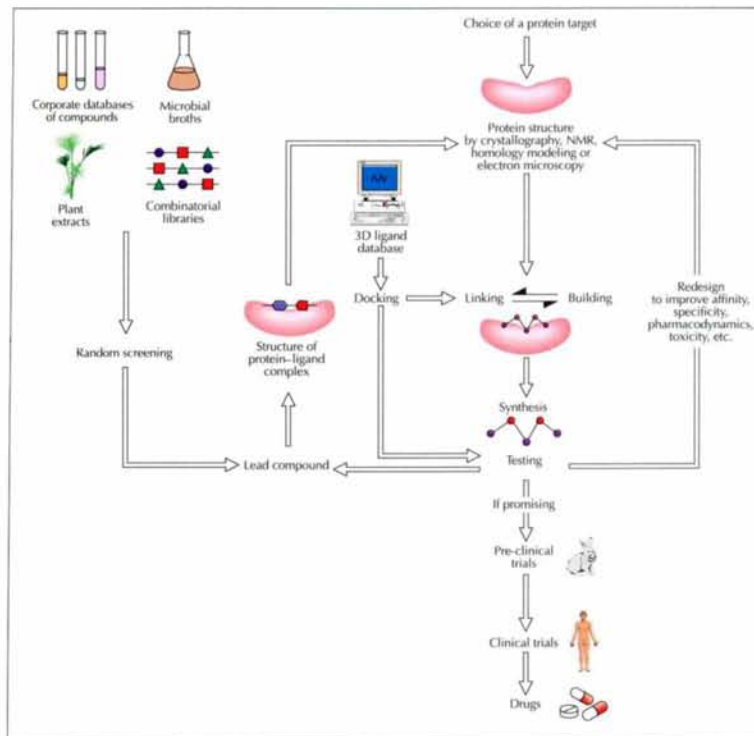 Choice of a protein target
Corporate databases
of compounds
Microbial
broths
Plant
extracts
Combinatorial
libraries
Protein structure
by crystallography, NMR,
homology modeling or
electron microscopy
3D ligand
database
Docking
Linking
Building
Redesign
to improve affinity,
specificity,
pharmacodynamics,
toxicity, etc.
Random screening
Structure of
protein–ligand
complex
Synthesis
Lead compound
Testing
If promising
Pre-clinical
trials
Clinical trials
Drugs